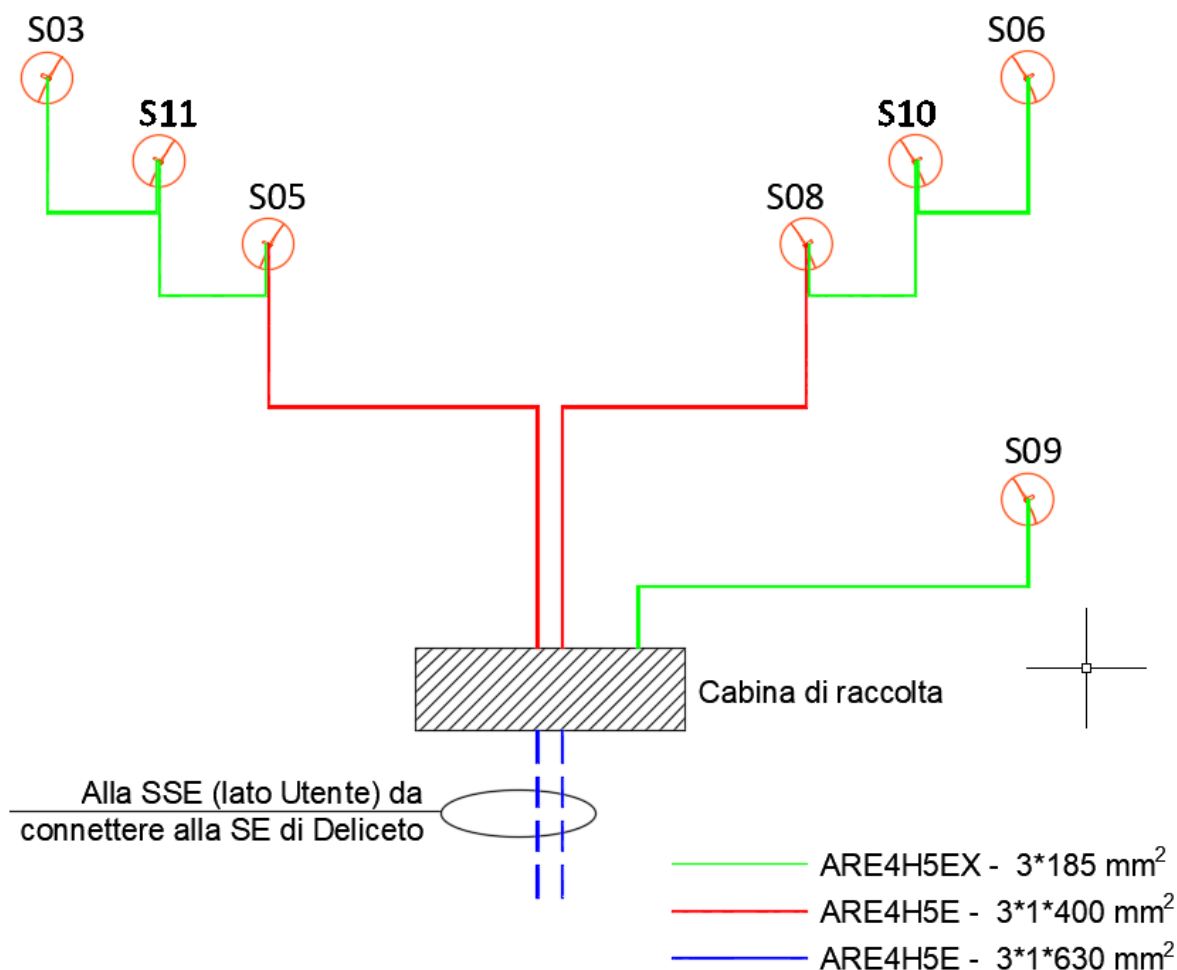 S03
S06
S11
S10
S05
S08
S09
Cabina di raccolta
Alla SSE (lato Utente) da
connettere alla SE di Deliceto
ARE4H5EX - 3*185 mm²
ARE4H5E - 3*1*400 mm²
ARE4H5E - 3*1*630 mm²